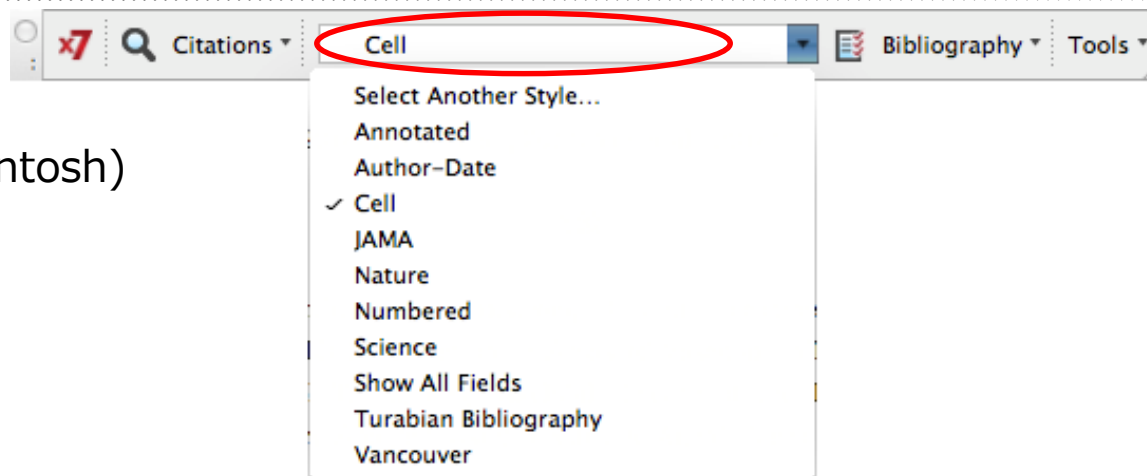 x7 Citations Cell Bibliography Tools
Select Another Style...
Annotated
Author-Date
ntosh)
✓ Cell
JAMA
Nature
Numbered
Science
Show All Fields
Turabian Bibliography
Vancouver